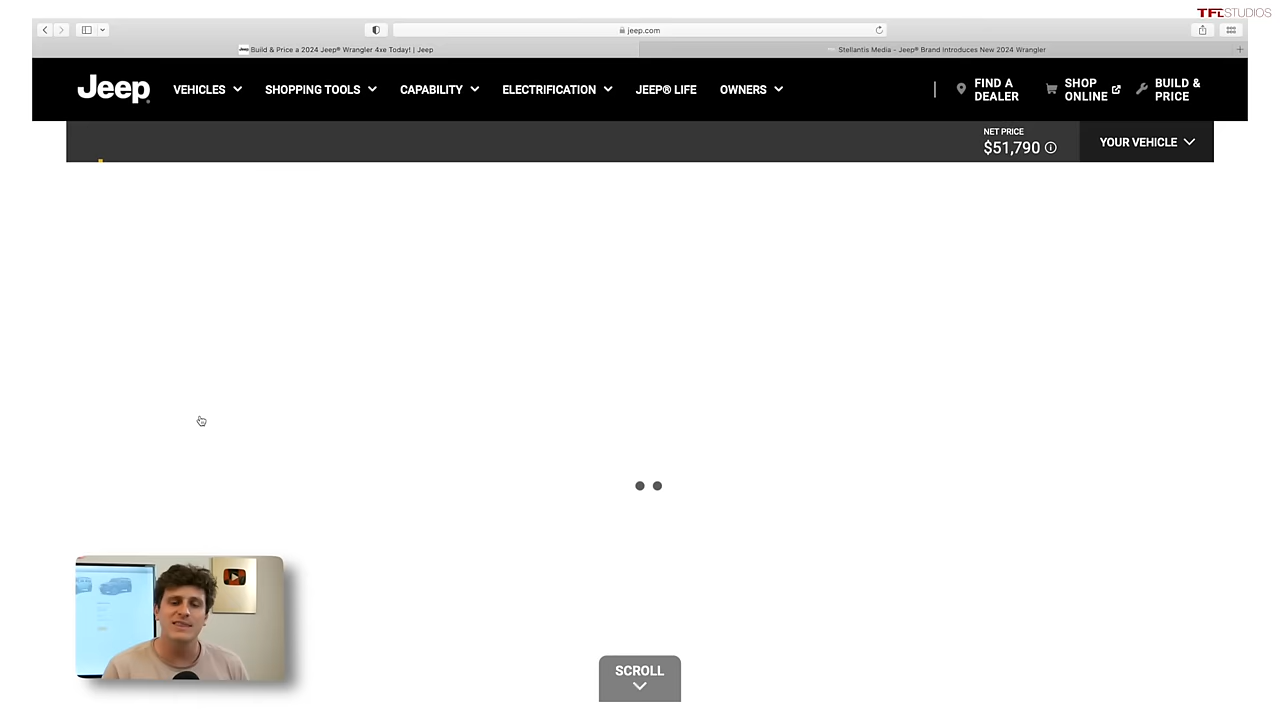 TFLSTUDIOS
jeep.com
Build & Price a 2024 Jeep® Wrangler 4xe Today! | Jeep
Stellantis Media - Jeep® Brand Introduces New 2024 Wrangler
Jeep
VEHICLES
SHOPPING TOOLS
CAPABILITY
ELECTRIFICATION
JEEP® LIFE
OWNERS
FIND A
DEALER
SHOP
ONLINE
BUILD &
PRICE
NET PRICE
$51,790
YOUR VEHICLE
SCROLL